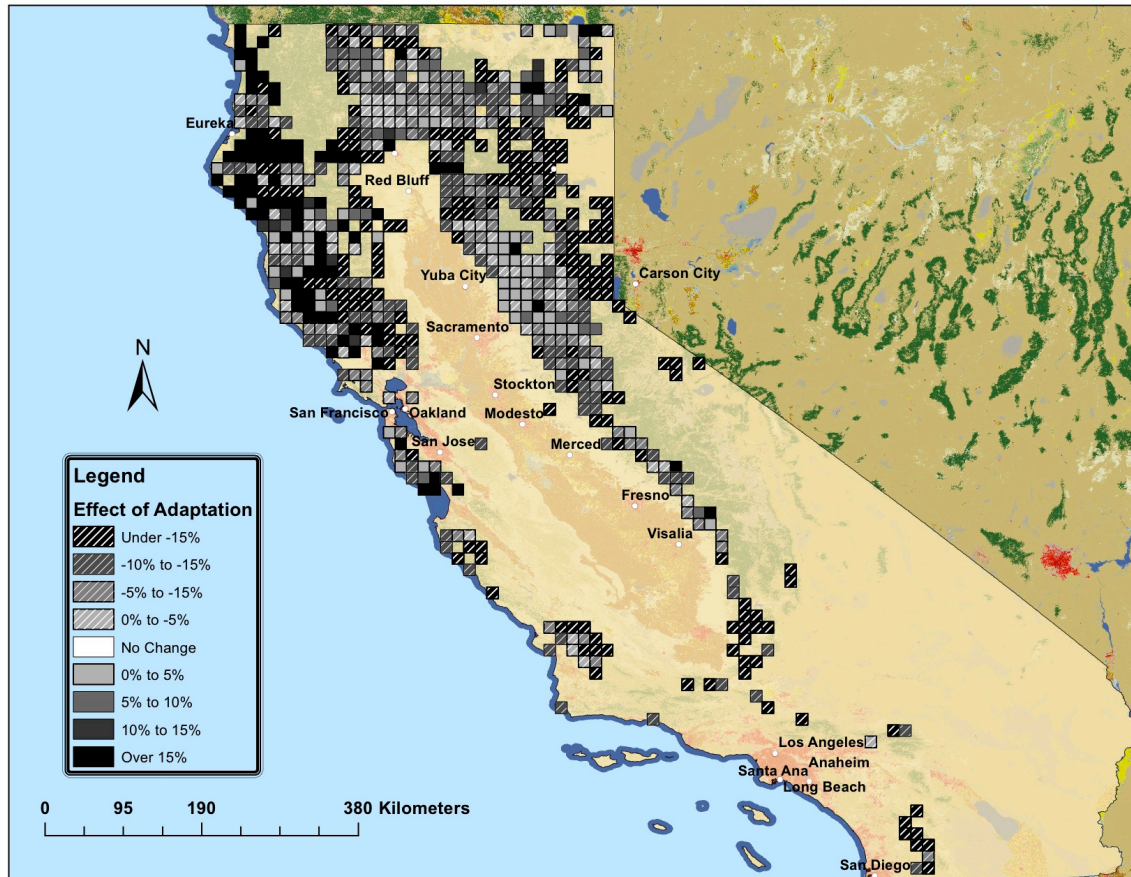 Eureka
Red Bluff
Yuba City
Carson City
Sacramento
N
Stockton
San Francisco
Oakland
Modesto
San Jose
Merced
Fresno
Visalia
Legend
Effect of Adaptation
Under -15%
-10% to -15%
-5% to -15%
0% to -5%
No Change
0% to 5%
5% to 10%
10% to 15%
Over 15%
Los Angeles
Anaheim
Santa Ana
Long Beach
0 95 190 380 Kilometers
San Diego